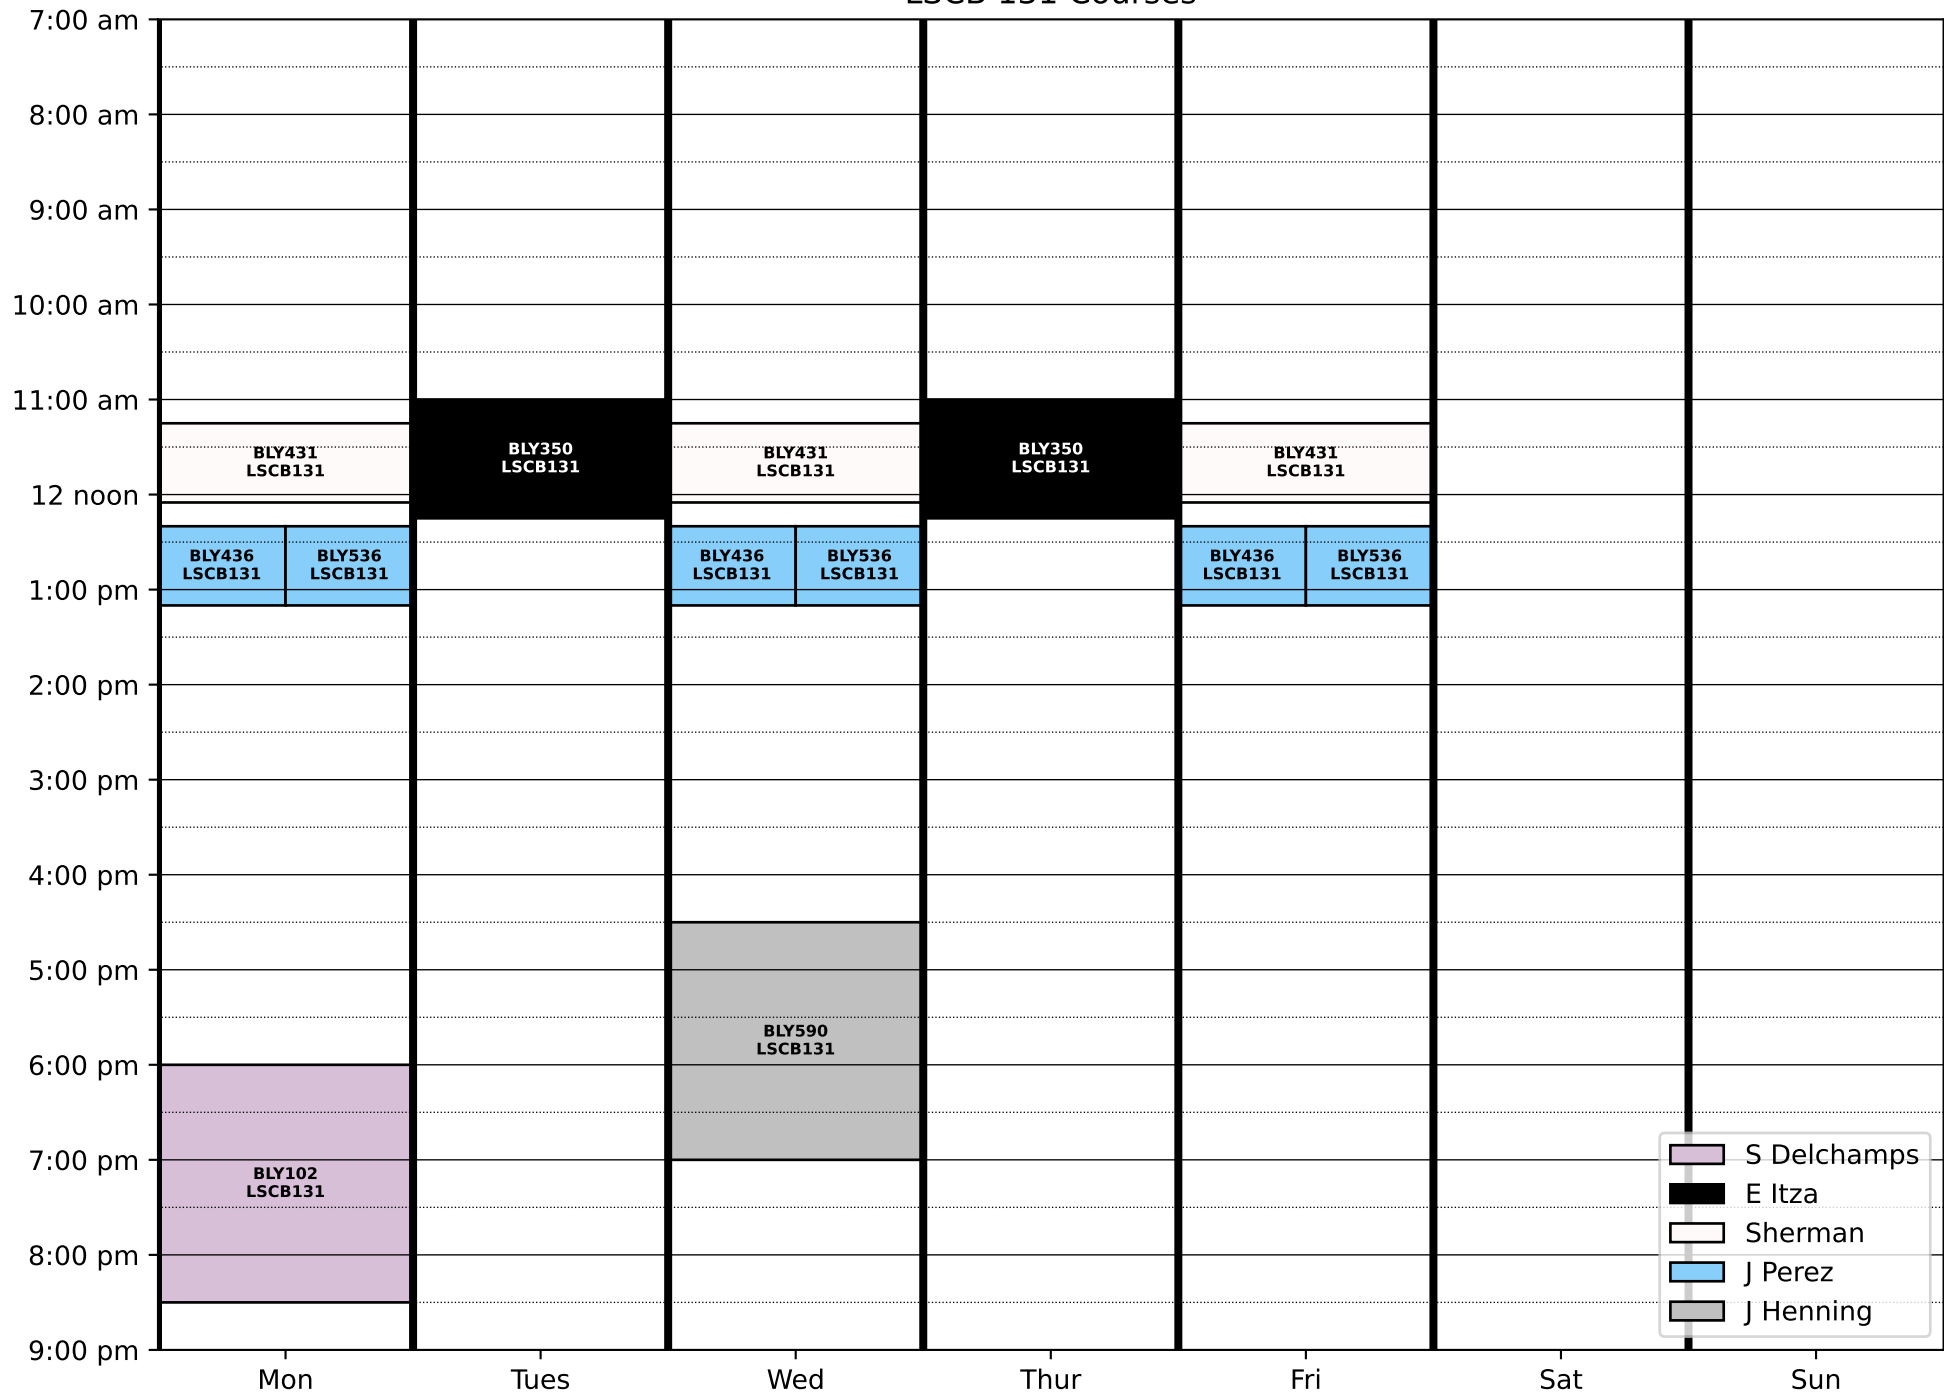 LSCB 131 Courses
7:00 am
8:00 am
9:00 am
10:00 am
11:00 am
12 noon
1:00 pm
2:00 pm
3:00 pm
4:00 pm
5:00 pm
6:00 pm
7:00 pm
8:00 pm
9:00 pm
BLY431
LSCB131
BLY350
LSCB131
BLY431
LSCB131
BLY350
LSCB131
BLY431
LSCB131
BLY436
LSCB131
BLY536
LSCB131
BLY436
LSCB131
BLY536
LSCB131
BLY436
LSCB131
BLY536
LSCB131
BLY590
LSCB131
BLY102
LSCB131
S Delchamps
E Itza
Sherman
J Perez
J Henning
Mon
Tues
Wed
Thur
Fri
Sat
Sun